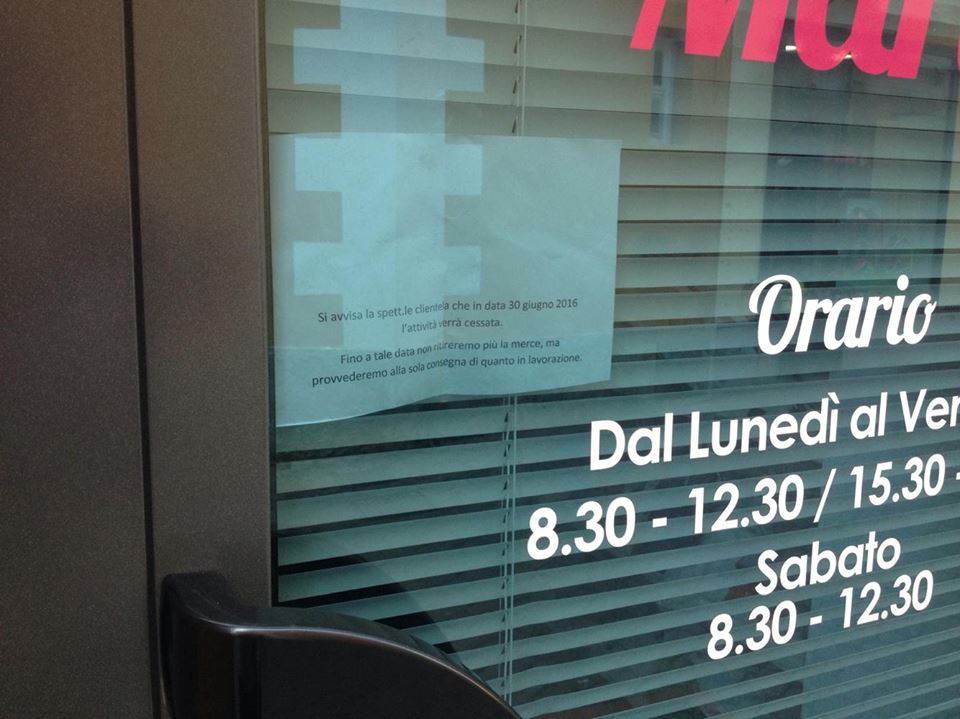 Si avvisa la spett.le clientela che in data 30 giugno 2016
l'attività verrà cessata.
Fino a tale data non ritireremo più la merce, ma
provvederemo alla sola consegna di quanto in lavorazione.
Orario
Dal Lunedì al Ven
8.30 - 12.30 / 15.30 -
Sabato
8.30 - 12.30